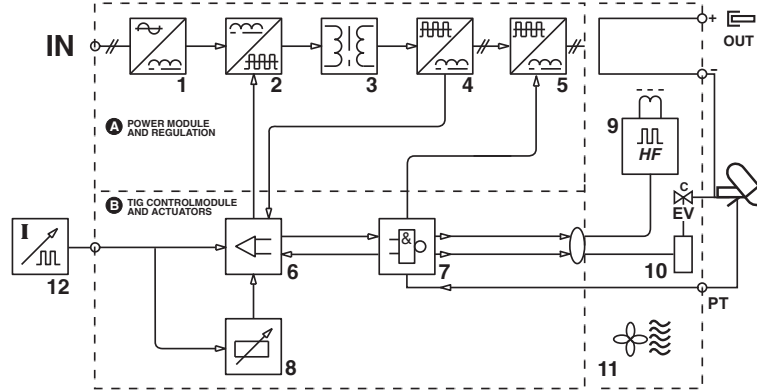 IN
1
2
3
4
5
+
-
OUT
A POWER MODULE
AND REGULATION
9
HF
B TIG CONTROLMODULE
AND ACTUATORS
C
EV
I
12
6
&
7
10
PT
8
11